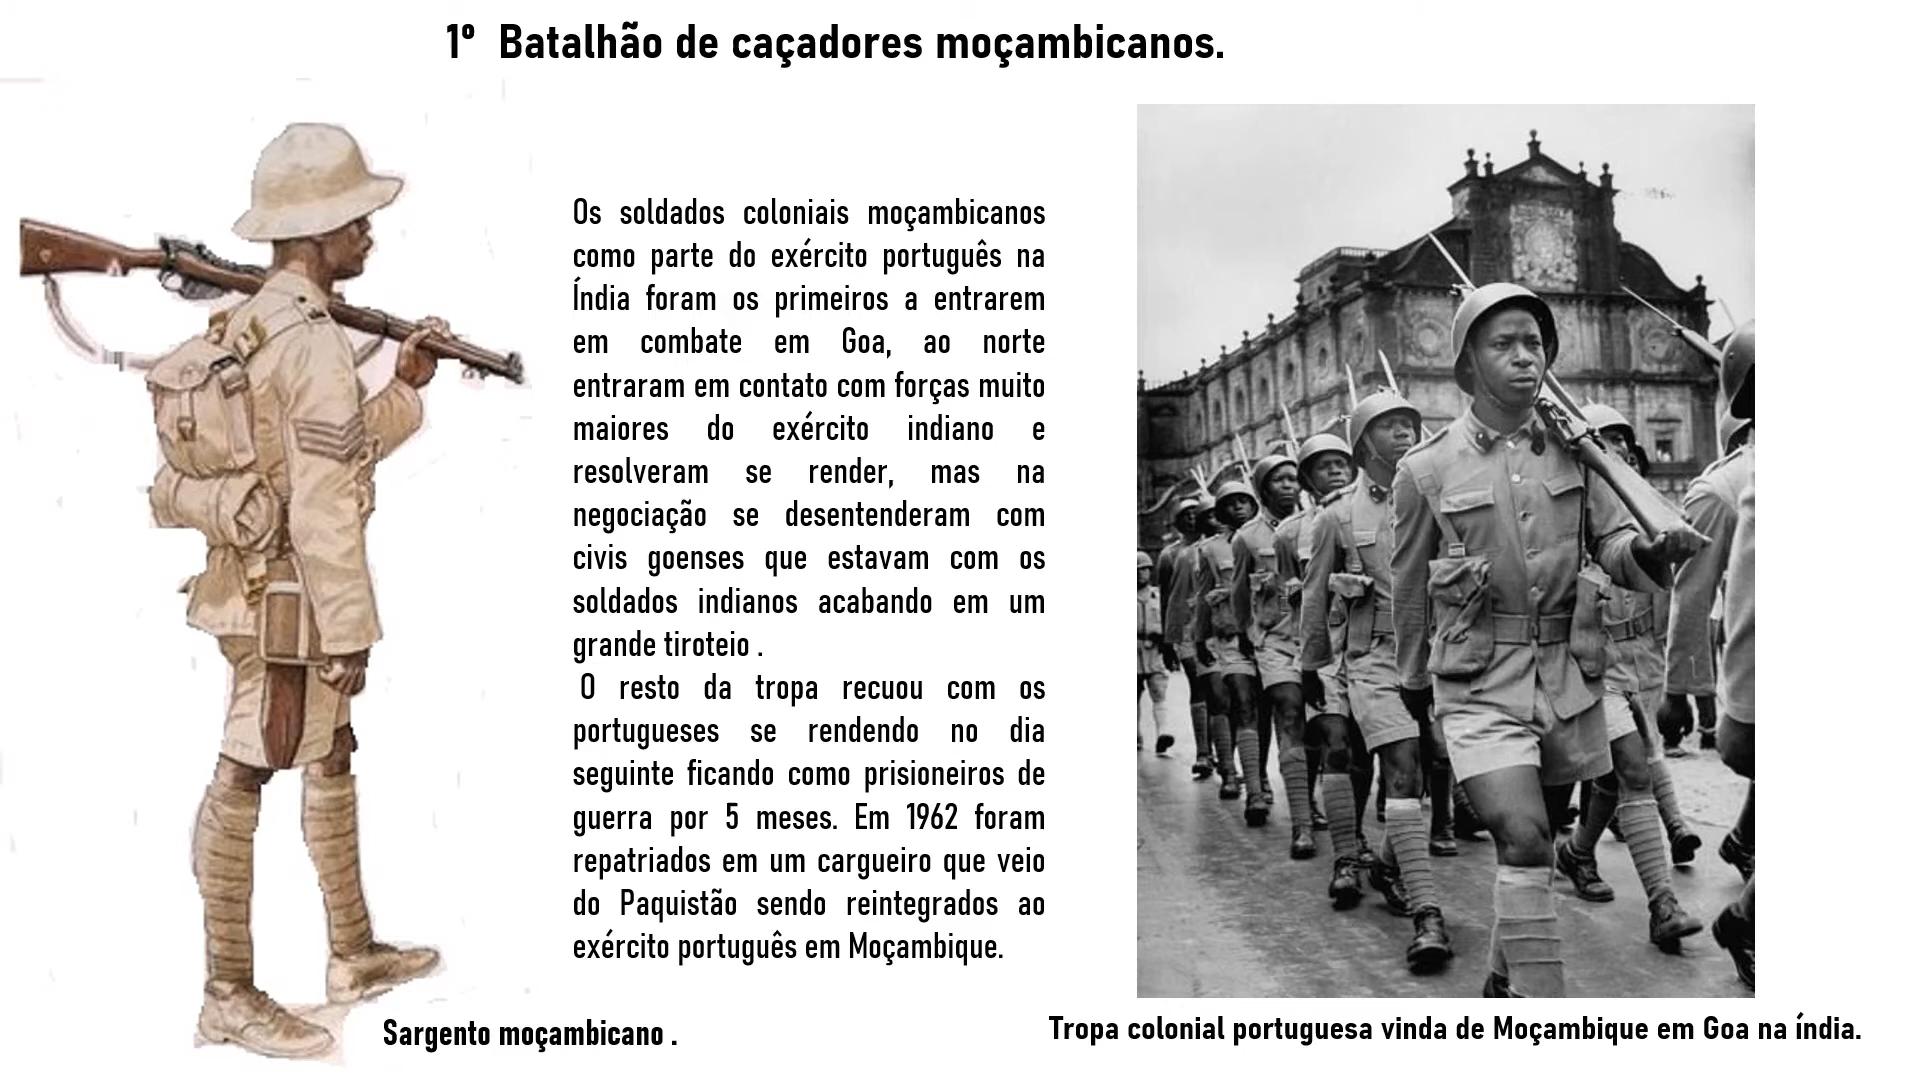 1º Batalhão de caçadores moçambicanos.
Os soldados coloniais moçambicanos
como parte do exército português na
Índia foram os primeiros a entrarem
em combate em Goa, ao norte
entraram em contato com forças muito
maiores do exército indiano e
resolveram se render, mas na
negociação se desentenderam com
civis goenses que estavam com os
soldados indianos acabando em um
grande tiroteio .
O resto da tropa recuou com os
portugueses se rendendo no dia
seguinte ficando como prisioneiros de
guerra por 5 meses. Em 1962 foram
repatriados em um cargueiro que veio
do Paquistão sendo reintegrados ao
exército português em Moçambique.
Sargento moçambicano .
Tropa colonial portuguesa vinda de Moçambique em Goa na índia.